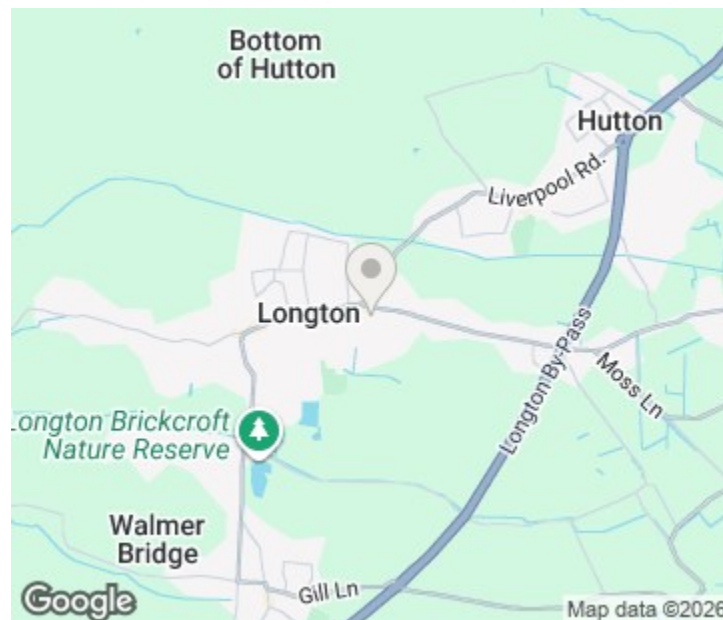 Bottom
of Hutton
Hutton
Liverpool Rd.
Longton
Longton By-Pass
Moss Ln
Longton Brickcroft
Nature Reserve
Walmer
Bridge
Gill Ln
Google
Map data ©2026